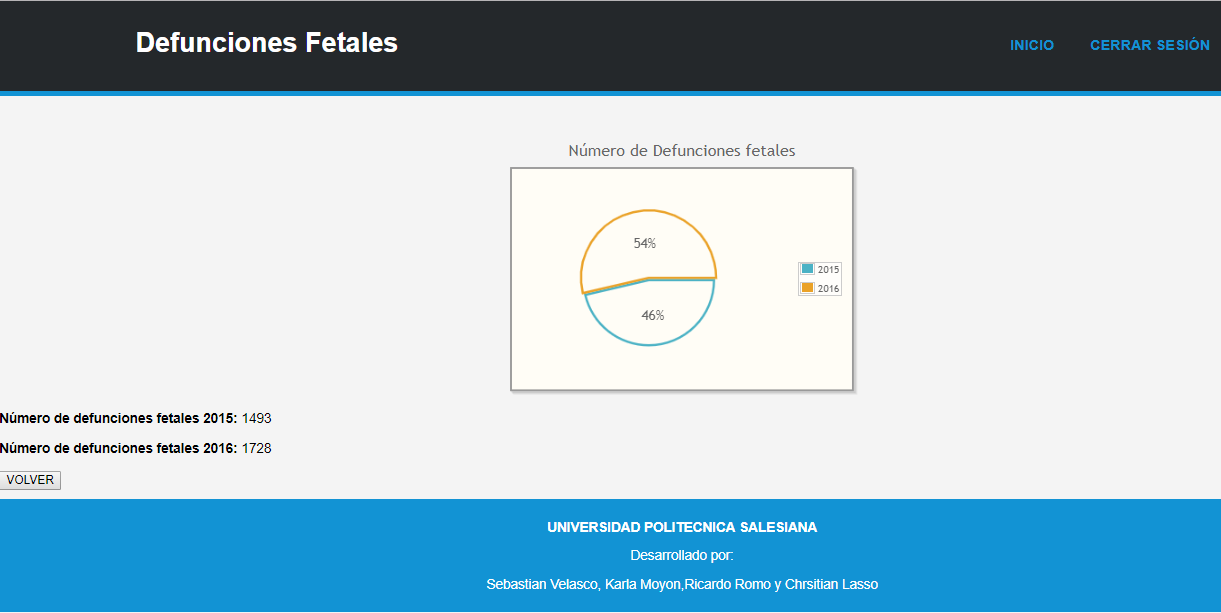 Defunciones Fetales
INICIO
CERRAR SESIÓN
Número de Defunciones fetales
54%
46%
2015
2016
Número de defunciones fetales 2015: 1493
Número de defunciones fetales 2016: 1728
VOLVER
UNIVERSIDAD POLITECNICA SALESIANA
Desarrollado por:
Sebastian Velasco, Karla Moyon,Ricardo Romo y Chrsitian Lasso